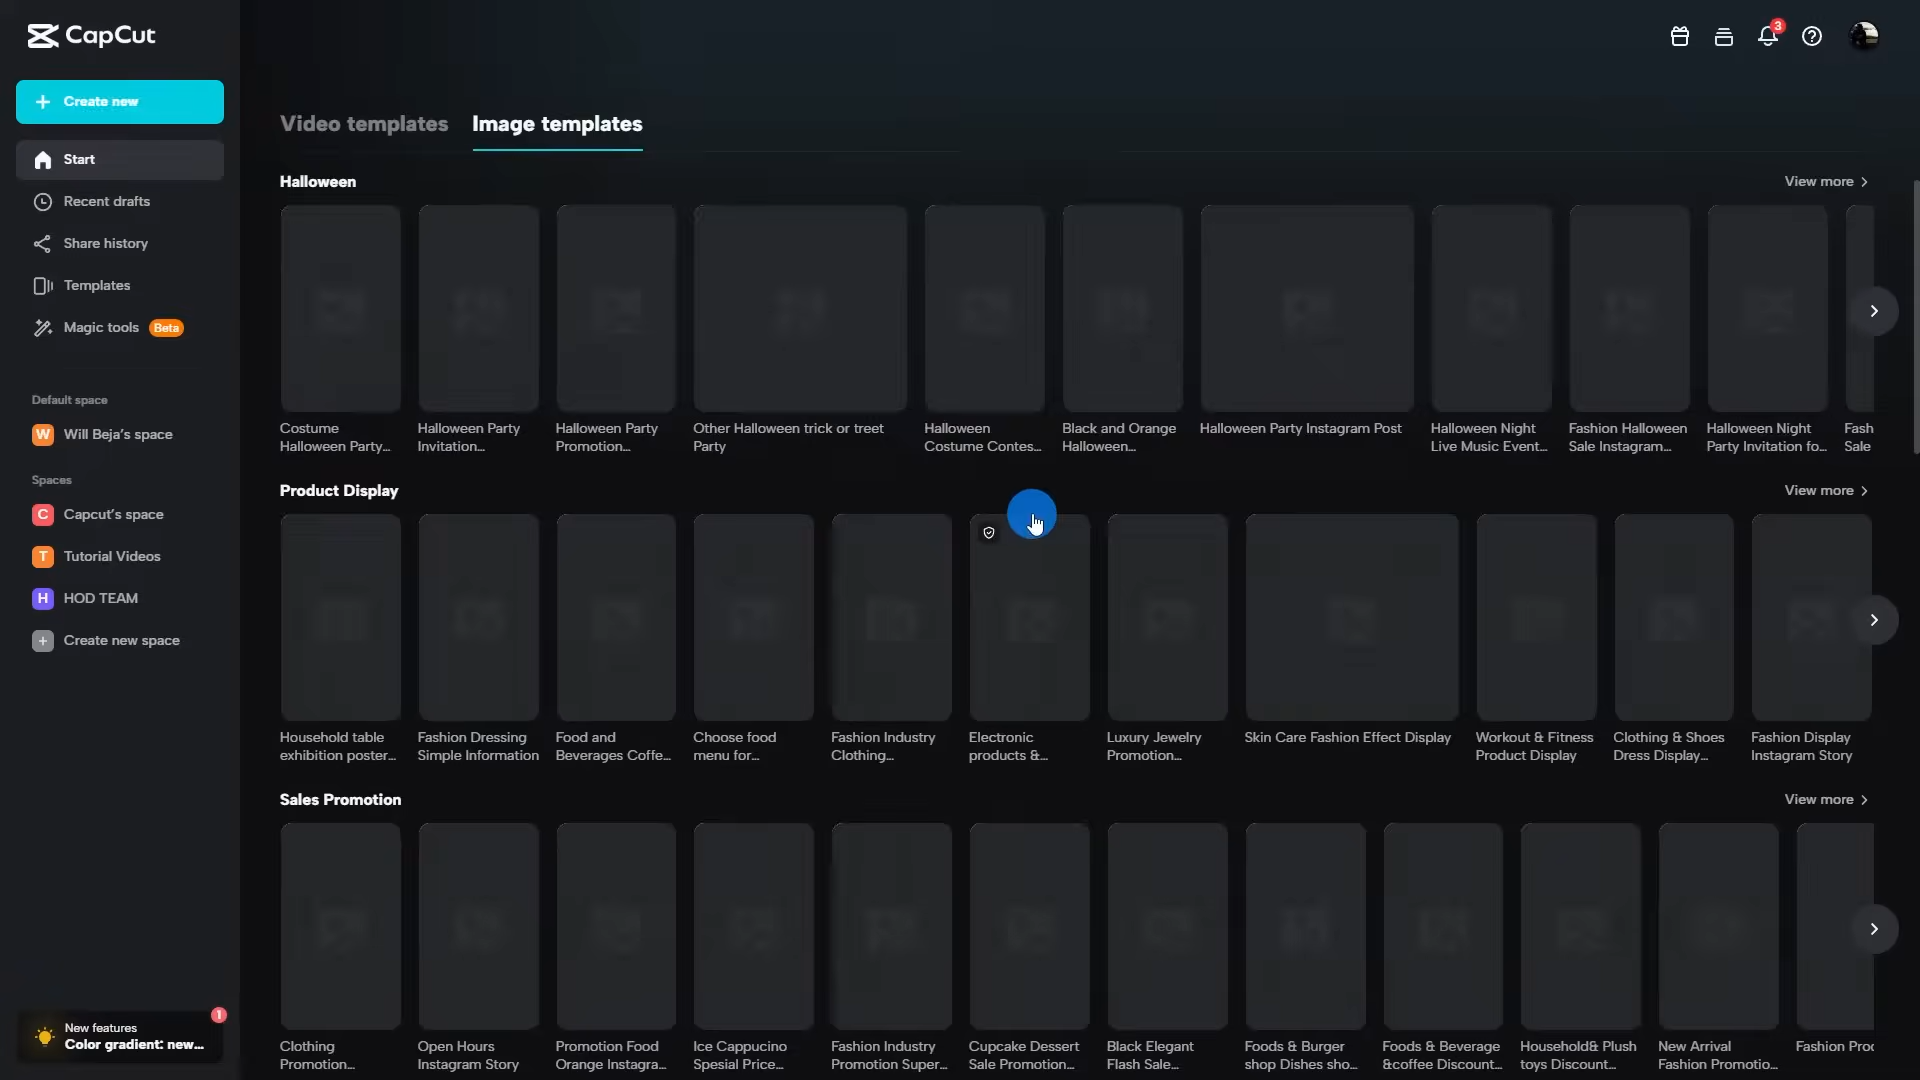 CapCut
3
Create new
Start
Recent drafts
Share history
Templates
Magic tools Beta
Default space
W Will Beja's space
Spaces
C Capcut's space
T Tutorial Videos
H HOD TEAM
Create new space
New features
Color gradient: new...
1
Video templates Image templates
Halloween View more
Costume
Halloween Party...
Halloween Party
Invitation...
Halloween Party
Promotion...
Other Halloween trick or treet
Party
Halloween
Costume Contes...
Black and Orange
Halloween...
Halloween Party Instagram Post
Halloween Night
Live Music Event...
Fashion Halloween
Sale Instagram...
Halloween Night
Party Invitation fo...
Fash
Sale
Product Display View more
Household table
exhibition poster...
Fashion Dressing
Simple Information
Food and
Beverages Coffe...
Choose food
menu for...
Fashion Industry
Clothing...
Electronic
products &...
Luxury Jewelry
Promotion...
Skin Care Fashion Effect Display
Workout & Fitness
Product Display
Clothing & Shoes
Dress Display...
Fashion Display
Instagram Story
Sales Promotion View more
Clothing
Promotion...
Open Hours
Instagram Story
Promotion Food
Orange Instagra...
Ice Cappucino
Spesial Price...
Fashion Industry
Promotion Super...
Cupcake Dessert
Sale Promotion...
Black Elegant
Flash Sale...
Foods & Burger
shop Dishes sho...
Foods & Beverage
&coffee Discount...
Household& Plush
toys Discount...
New Arrival
Fashion Promotio...
Fashion Proc